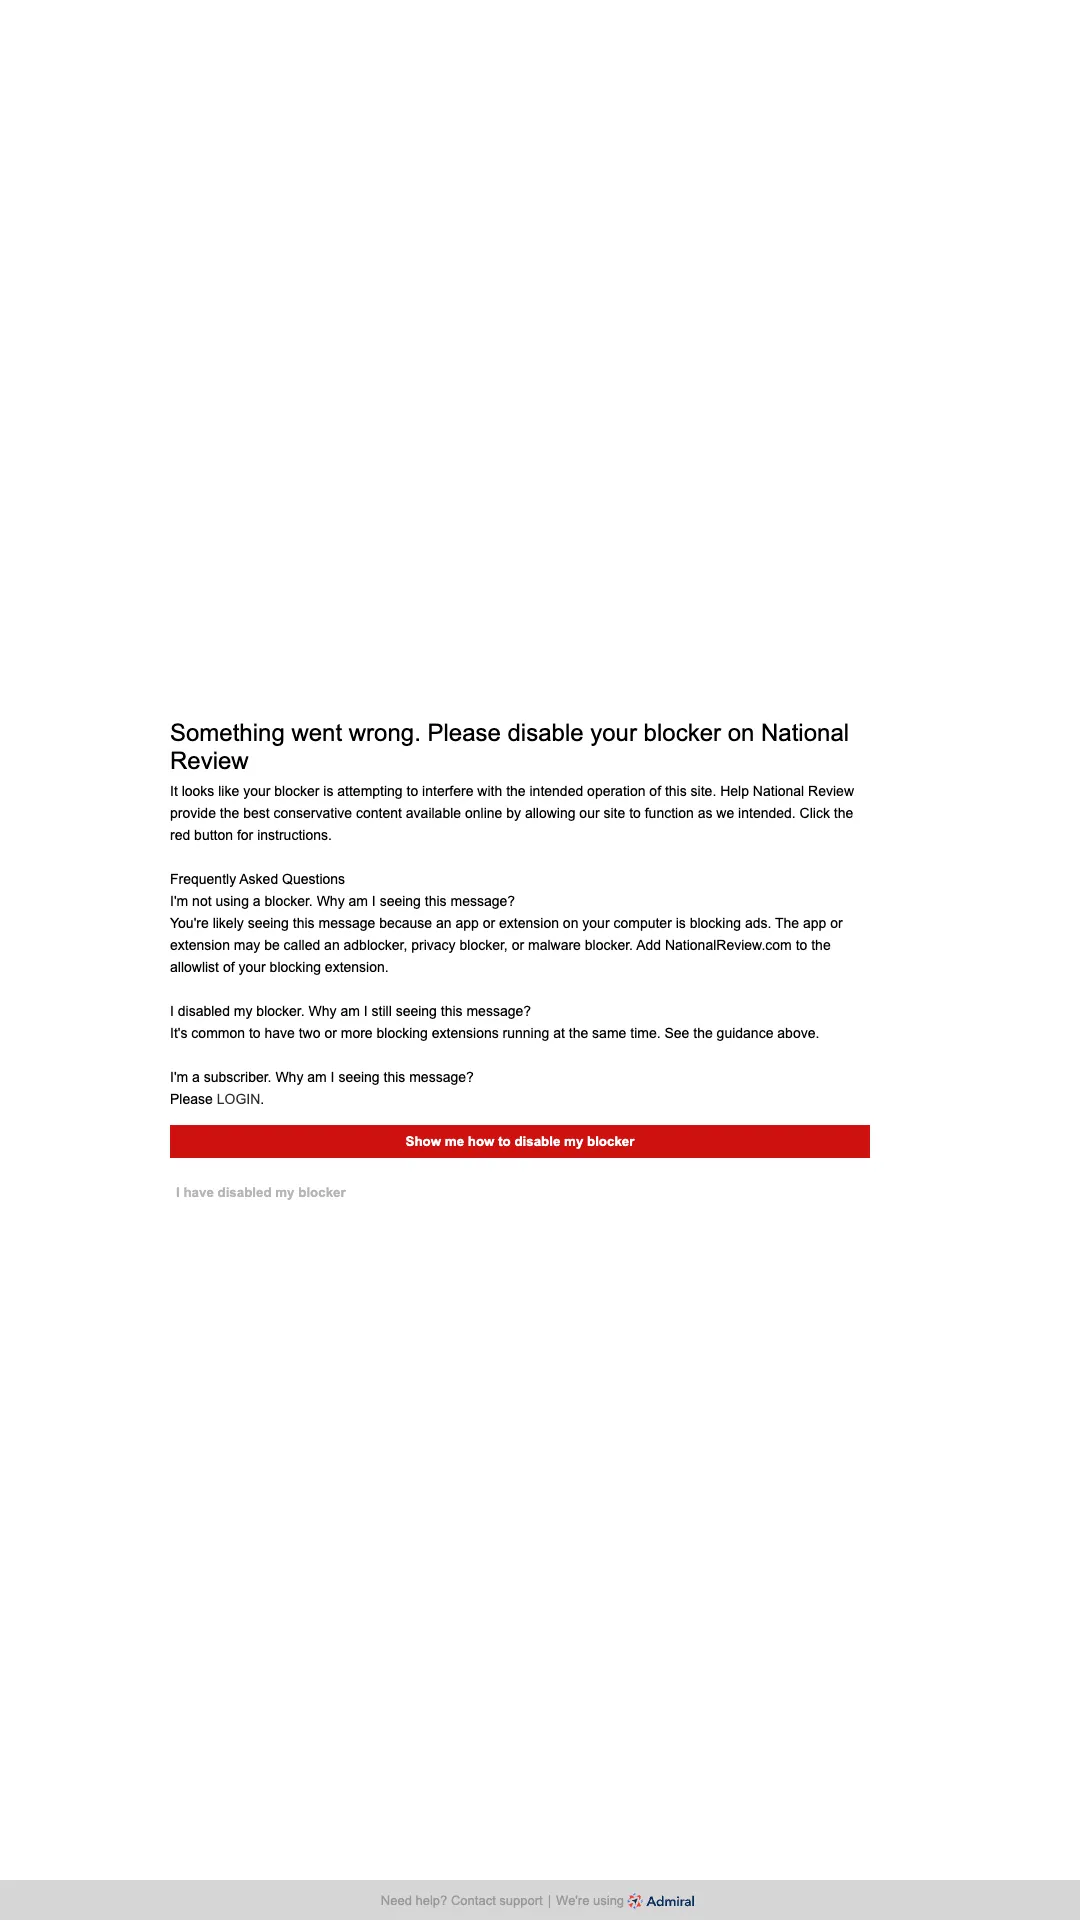 Something went wrong. Please disable your blocker on National
Review
It looks like your blocker is attempting to interfere with the intended operation of this site. Help National Review
provide the best conservative content available online by allowing our site to function as we intended. Click the
red button for instructions.
Frequently Asked Questions
I'm not using a blocker. Why am I seeing this message?
You're likely seeing this message because an app or extension on your computer is blocking ads. The app or
extension may be called an adblocker, privacy blocker, or malware blocker. Add NationalReview.com to the
allowlist of your blocking extension.
I disabled my blocker. Why am I still seeing this message?
It's common to have two or more blocking extensions running at the same time. See the guidance above.
I'm a subscriber. Why am I seeing this message?
Please LOGIN.
Show me how to disable my blocker
I have disabled my blocker
Need help? Contact support | We're using Admiral